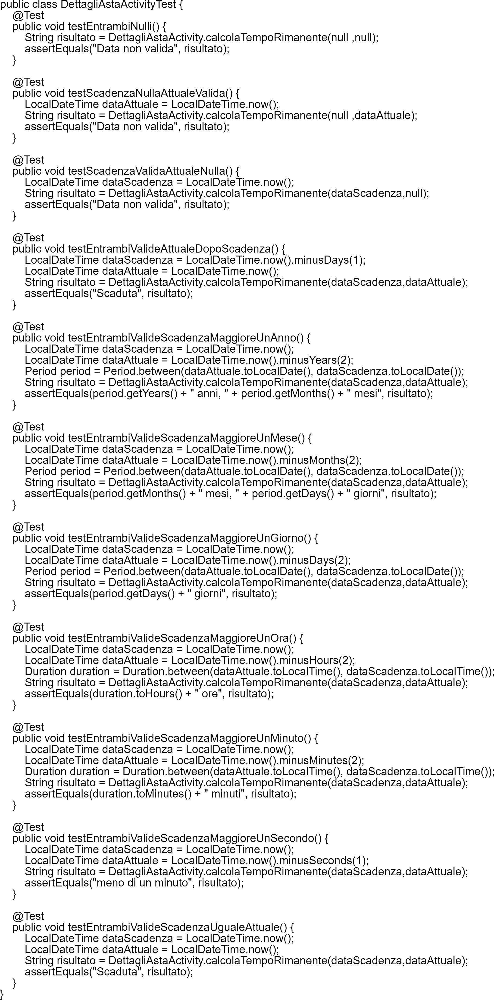 public class DettagliAstaActivityTest {
    @Test
    public void testEntrambiNulli() {
        String risultato = DettagliAstaActivity.calcolaTempoRimanente(null ,null);
        assertEquals("Data non valida", risultato);
    }

    @Test
    public void testScadenzaNullaAttualeValida() {
        LocalDateTime dataAttuale = LocalDateTime.now();
        String risultato = DettagliAstaActivity.calcolaTempoRimanente(null ,dataAttuale);
        assertEquals("Data non valida", risultato);
    }

    @Test
    public void testScadenzaValidaAttualeNulla() {
        LocalDateTime dataScadenza = LocalDateTime.now();
        String risultato = DettagliAstaActivity.calcolaTempoRimanente(dataScadenza,null);
        assertEquals("Data non valida", risultato);
    }

    @Test
    public void testEntrambiValideAttualeDopoScadenza() {
        LocalDateTime dataScadenza = LocalDateTime.now().minusDays(1);
        LocalDateTime dataAttuale = LocalDateTime.now();
        String risultato = DettagliAstaActivity.calcolaTempoRimanente(dataScadenza,dataAttuale);
        assertEquals("Scaduta", risultato);
    }

    @Test
    public void testEntrambiValideScadenzaMaggioreUnAnno() {
        LocalDateTime dataScadenza = LocalDateTime.now();
        LocalDateTime dataAttuale = LocalDateTime.now().minusYears(2);
        Period period = Period.between(dataAttuale.toLocalDate(), dataScadenza.toLocalDate());
        String risultato = DettagliAstaActivity.calcolaTempoRimanente(dataScadenza,dataAttuale);
        assertEquals(period.getYears() + " anni, " + period.getMonths() + " mesi", risultato);
    }

    @Test
    public void testEntrambiValideScadenzaMaggioreUnMese() {
        LocalDateTime dataScadenza = LocalDateTime.now();
        LocalDateTime dataAttuale = LocalDateTime.now().minusMonths(2);
        Period period = Period.between(dataAttuale.toLocalDate(), dataScadenza.toLocalDate());
        String risultato = DettagliAstaActivity.calcolaTempoRimanente(dataScadenza,dataAttuale);
        assertEquals(period.getMonths() + " mesi, " + period.getDays() + " giorni", risultato);
    }

    @Test
    public void testEntrambiValideScadenzaMaggioreUnGiorno() {
        LocalDateTime dataScadenza = LocalDateTime.now();
        LocalDateTime dataAttuale = LocalDateTime.now().minusDays(2);
        Period period = Period.between(dataAttuale.toLocalDate(), dataScadenza.toLocalDate());
        String risultato = DettagliAstaActivity.calcolaTempoRimanente(dataScadenza,dataAttuale);
        assertEquals(period.getDays() + " giorni", risultato);
    }

    @Test
    public void testEntrambiValideScadenzaMaggioreUnOra() {
        LocalDateTime dataScadenza = LocalDateTime.now();
        LocalDateTime dataAttuale = LocalDateTime.now().minusHours(2);
        Duration duration = Duration.between(dataAttuale.toLocalTime(), dataScadenza.toLocalTime());
        String risultato = DettagliAstaActivity.calcolaTempoRimanente(dataScadenza,dataAttuale);
        assertEquals(duration.toHours() + " ore", risultato);
    }

    @Test
    public void testEntrambiValideScadenzaMaggioreUnMinuto() {
        LocalDateTime dataScadenza = LocalDateTime.now();
        LocalDateTime dataAttuale = LocalDateTime.now().minusMinutes(2);
        Duration duration = Duration.between(dataAttuale.toLocalTime(), dataScadenza.toLocalTime());
        String risultato = DettagliAstaActivity.calcolaTempoRimanente(dataScadenza,dataAttuale);
        assertEquals(duration.toMinutes() + " minuti", risultato);
    }

    @Test
    public void testEntrambiValideScadenzaMaggioreUnSecondo() {
        LocalDateTime dataScadenza = LocalDateTime.now();
        LocalDateTime dataAttuale = LocalDateTime.now().minusSeconds(1);
        String risultato = DettagliAstaActivity.calcolaTempoRimanente(dataScadenza,dataAttuale);
        assertEquals("meno di un minuto", risultato);
    }

    @Test
    public void testEntrambiValideScadenzaUgualeAttuale() {
        LocalDateTime dataScadenza = LocalDateTime.now();
        LocalDateTime dataAttuale = LocalDateTime.now();
        String risultato = DettagliAstaActivity.calcolaTempoRimanente(dataScadenza,dataAttuale);
        assertEquals("Scaduta", risultato);
    }
}